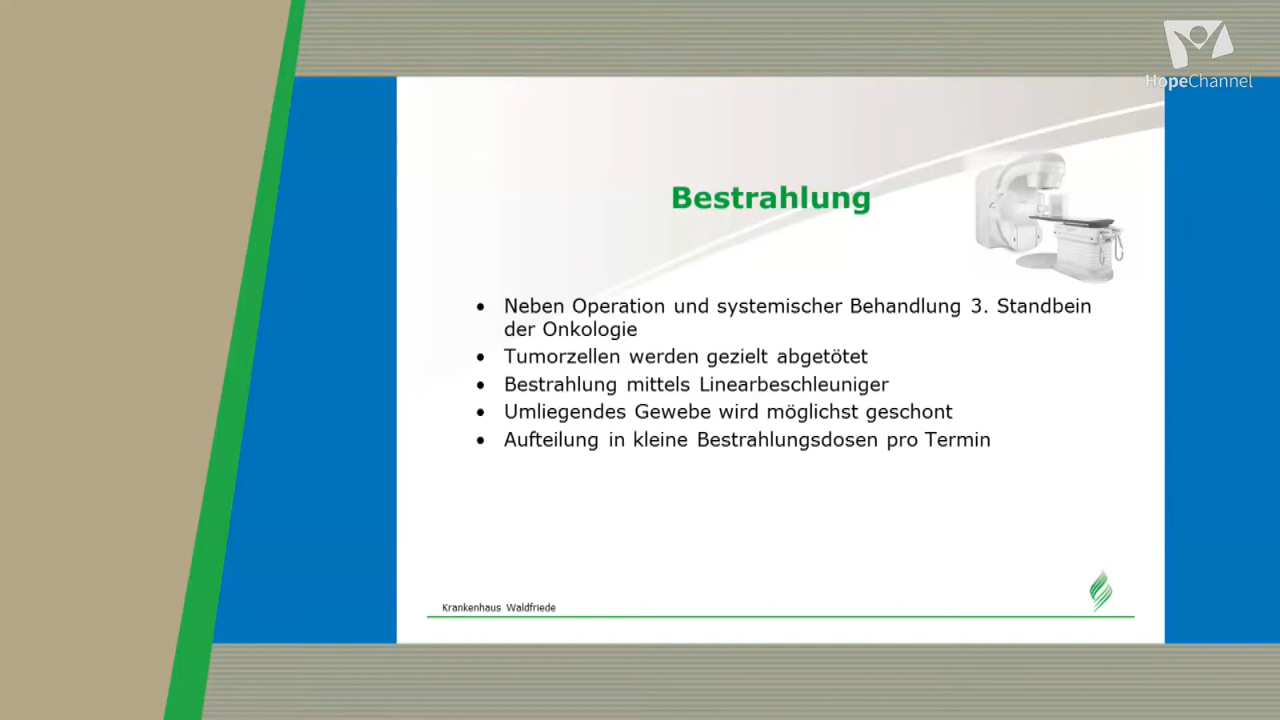 HopeChannel
Bestrahlung
• Neben Operation und systemischer Behandlung 3. Standbein
der Onkologie
• Tumorzellen werden gezielt abgetötet
• Bestrahlung mittels Linearbeschleuniger
• Umliegendes Gewebe wird möglichst geschont
• Aufteilung in kleine Bestrahlungsdosen pro Termin
Krankenhaus Waldfriede